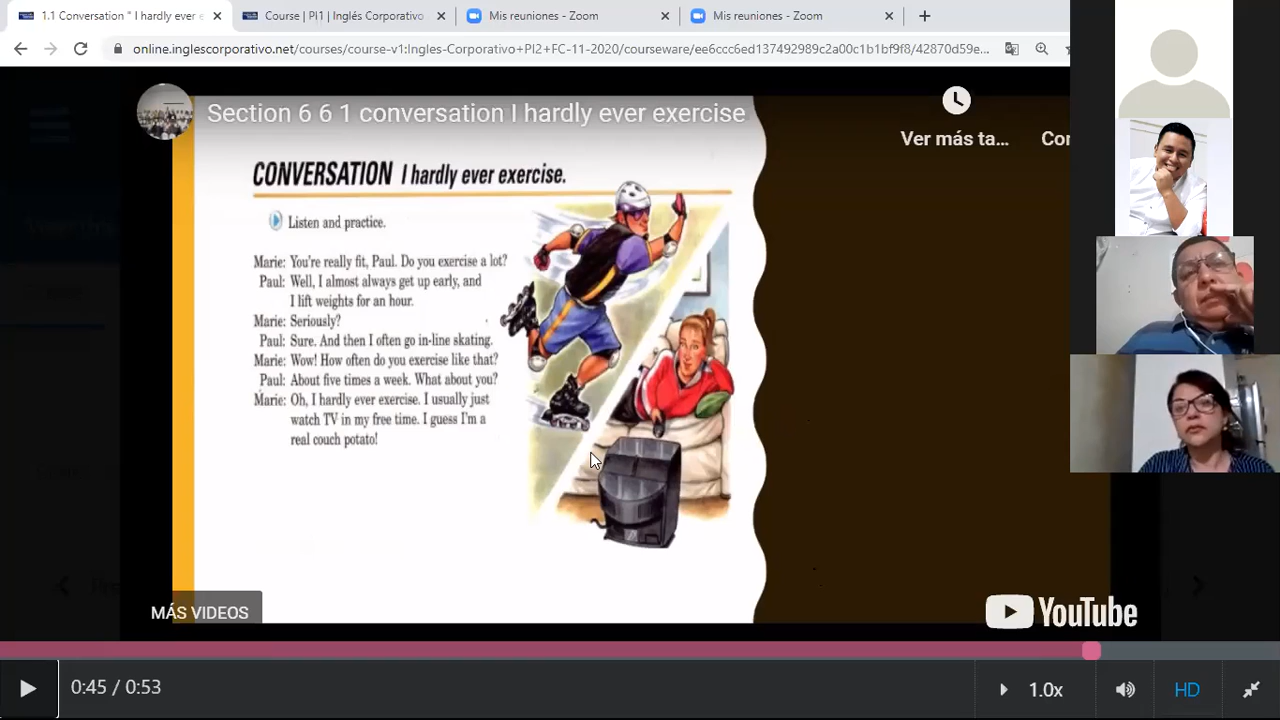 1.1 Conversation " I hardly ever e
Course | PI1 | Inglés Corporativo
Mis reuniones - Zoom
Mis reuniones - Zoom
online.inglescorporativo.net/courses/course-v1:Ingles-Corporativo+PI2+FC-11-2020/courseware/ee6ccc6ed137492989c2a00c1b1bf9f8/42870d59e...
Section 6 6 1 conversation I hardly ever exercise
Ver más ta...
Con
CONVERSATION I hardly ever exercise.
Listen and practice.
Marie: You're really fit, Paul. Do you exercise a lot?
Paul: Well, I almost always get up early, and
I lift weights for an hour.
Marie: Seriously?
Paul: Sure. And then I often go in-line skating.
Marie: Wow! How often do you exercise like that?
Paul: About five times a week. What about you?
Marie: Oh, I hardly ever exercise. I usually just
watch TV in my free time. I guess I'm a
real couch potato!
MÁS VIDEOS
YouTube
0:45 / 0:53
1.0x
HD